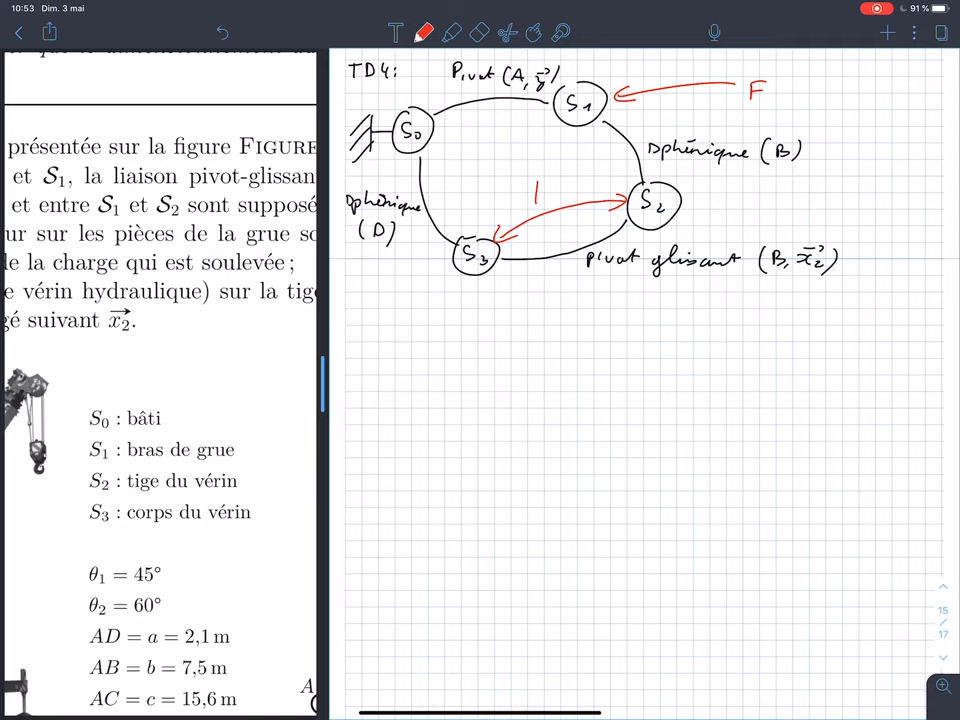 10:53 Dim. 3 mai
91 %
présentée sur la figure FIGURE
et S₁, la liaison pivot-glissan
et entre S₁ et S₂ sont supposé
ur sur les pièces de la grue so
le la charge qui est soulevée ;
e vérin hydraulique) sur la tige
gé suivant x₂⃗.
S₀ : bâti
S₁ : bras de grue
S₂ : tige du vérin
S₃ : corps du vérin
θ₁ = 45°
θ₂ = 60°
AD = a = 2,1 m
AB = b = 7,5 m
AC = c = 15,6 m
A
TD4:
Pivot (A, z⃗)
S₀
S₁
F
sphérique (B)
sphérique
(D)
S₂
S₃
pivot glissant (B, x₂⃗)
15
/
17